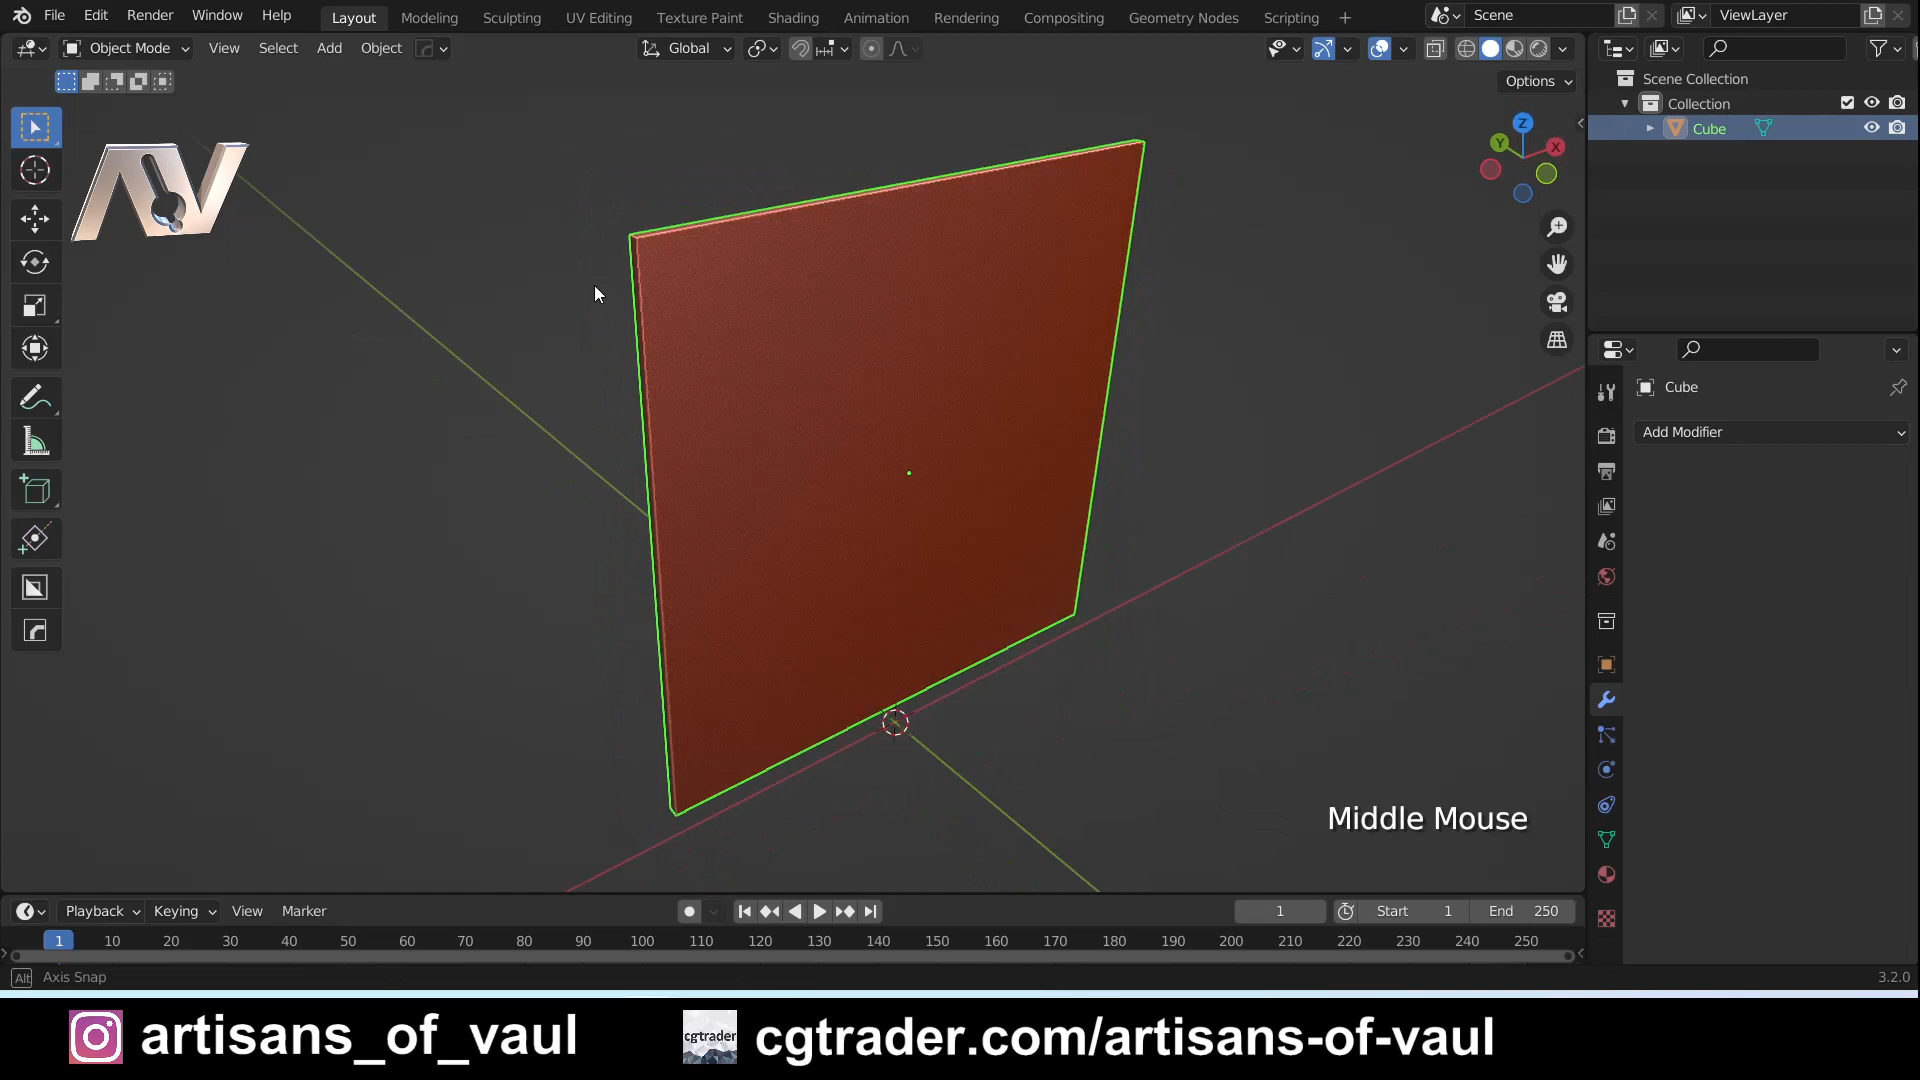 File Edit Render Window Help Layout Modeling Sculpting UV Editing Texture Paint Shading Animation Rendering Compositing Geometry Nodes Scripting + Scene ViewLayer
Object Mode View Select Add Object Global
Options
Scene Collection
Collection
Cube
Z
Y
X
AV
Cube
Add Modifier
Middle Mouse
Playback Keying View Marker 1 Start 1 End 250
1 10 20 30 40 50 60 70 80 90 100 110 120 130 140 150 160 170 180 190 200 210 220 230 240 250
Alt Axis Snap 3.2.0
artisans_of_vaul cgtrader cgtrader.com/artisans-of-vaul